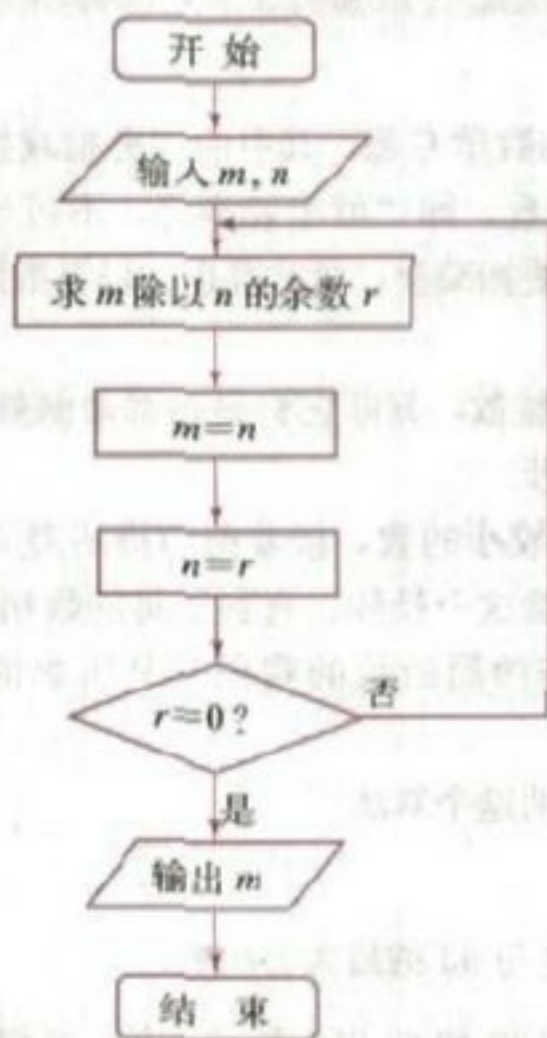 开 始
输入 m, n
求 m 除以 n 的余数 r
m=n
n=r
r=0?
否
是
输出 m
结 束